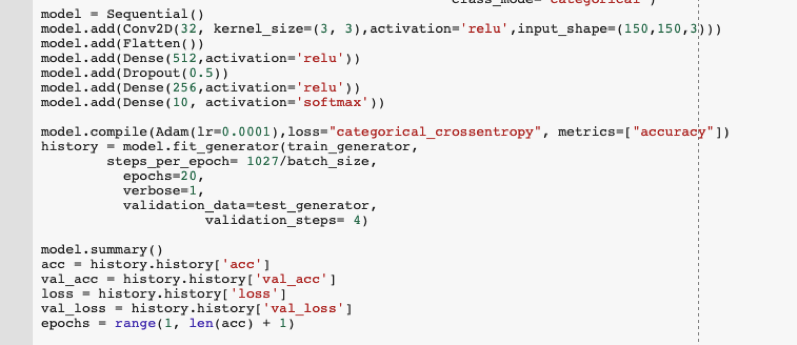 class_mode='categorical')
model = Sequential()
model.add(Conv2D(32, kernel_size=(3, 3),activation='relu',input_shape=(150,150,3)))
model.add(Flatten())
model.add(Dense(512,activation='relu'))
model.add(Dropout(0.5))
model.add(Dense(256,activation='relu'))
model.add(Dense(10, activation='softmax'))
model.compile(Adam(lr=0.0001),loss="categorical_crossentropy", metrics=["accuracy"])
history = model.fit_generator(train_generator,
steps_per_epoch= 1027/batch_size,
epochs=20,
verbose=1,
validation_data=test_generator,
validation_steps= 4)
model.summary()
acc = history.history['acc']
val_acc = history.history['val_acc']
loss = history.history['loss']
val_loss = history.history['val_loss']
epochs = range(1, len(acc) + 1)